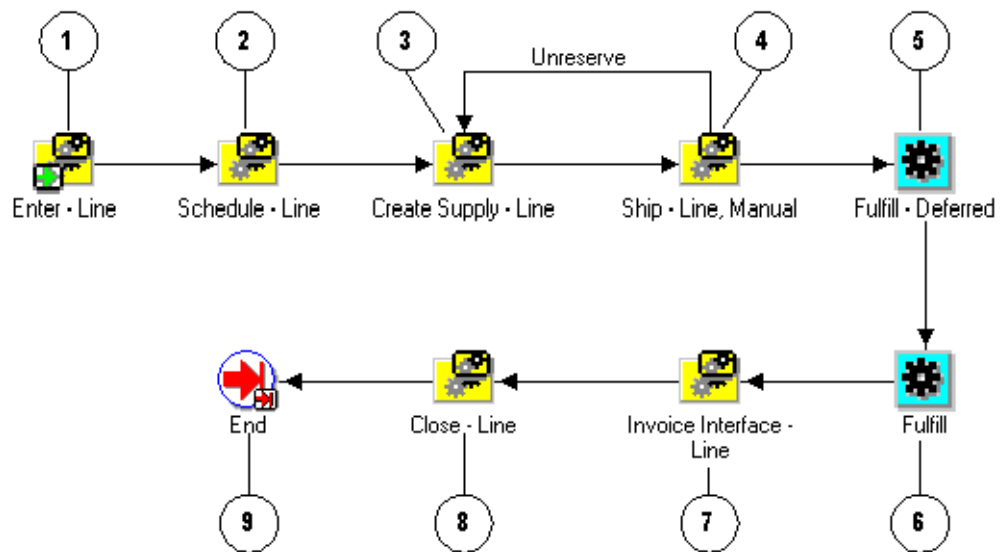 1 2 3 4 5
Unreserve
Enter - Line Schedule - Line Create Supply - Line Ship - Line, Manual Fulfill - Deferred
End Close - Line Invoice Interface - Fulfill
Line
9 8 7 6